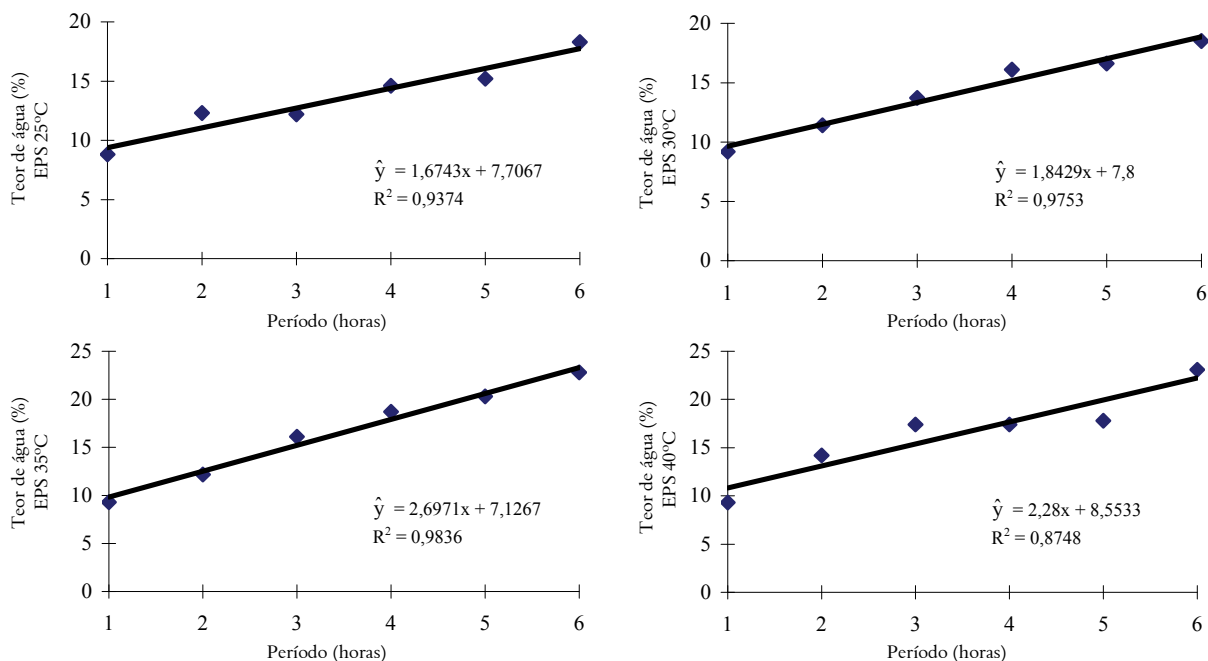 Teor de água (%)
EPS 25ºC
20
15
10
5
0
ŷ = 1,6743x + 7,7067
R² = 0,9374
1 2 3 4 5 6
Período (horas)
Teor de água (%)
EPS 30ºC
20
15
10
5
0
ŷ = 1,8429x + 7,8
R² = 0,9753
1 2 3 4 5 6
Período (horas)
Teor de água (%)
EPS 35ºC
25
20
15
10
5
0
ŷ = 2,6971x + 7,1267
R² = 0,9836
1 2 3 4 5 6
Período (horas)
Teor de água (%)
EPS 40ºC
25
20
15
10
5
0
ŷ = 2,28x + 8,5533
R² = 0,8748
1 2 3 4 5 6
Período (horas)